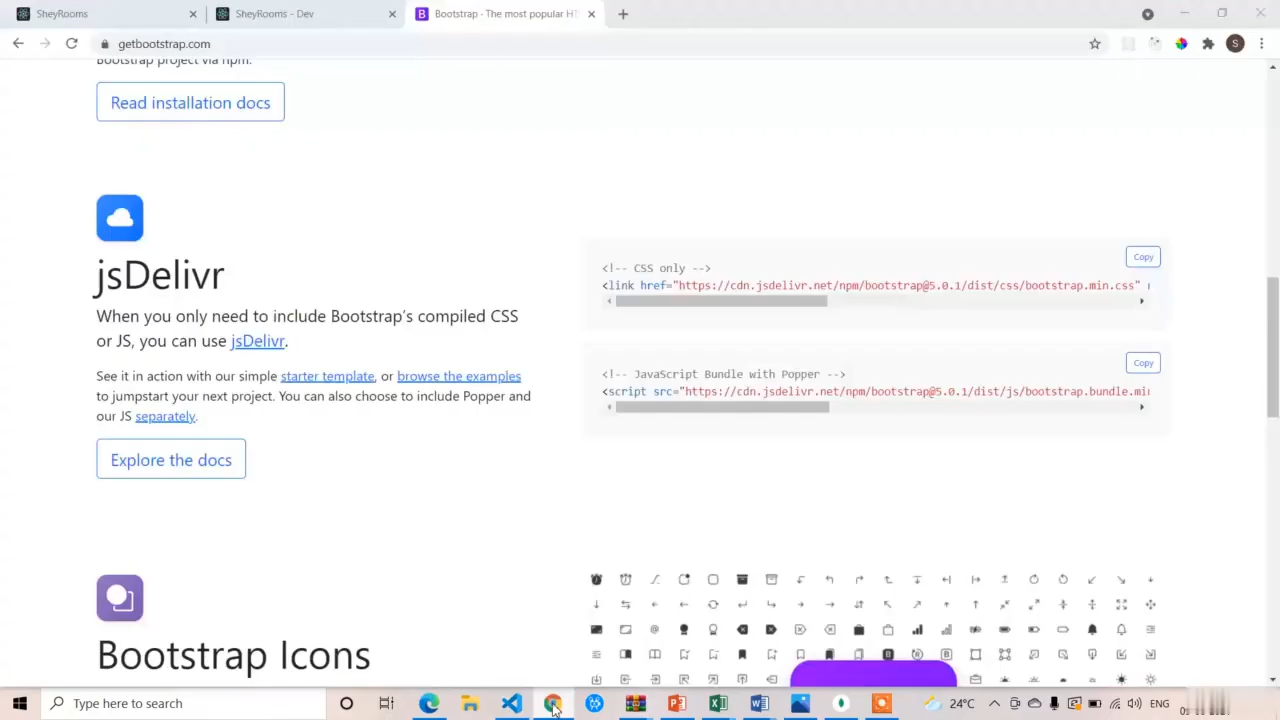 SheyRooms
SheyRooms - Dev
Bootstrap - The most popular HT
getbootstrap.com
S
Bootstrap project via npm.
Read installation docs
jsDelivr
When you only need to include Bootstrap's compiled CSS
or JS, you can use jsDelivr.
See it in action with our simple starter template, or browse the examples
to jumpstart your next project. You can also choose to include Popper and
our JS separately.
Explore the docs
Copy
<!-- CSS only -->
<link href="https://cdn.jsdelivr.net/npm/bootstrap@5.0.1/dist/css/bootstrap.min.css"
Copy
<!-- JavaScript Bundle with Popper -->
<script src="https://cdn.jsdelivr.net/npm/bootstrap@5.0.1/dist/js/bootstrap.bundle.min
Bootstrap Icons
Type here to search
24°C
ENG